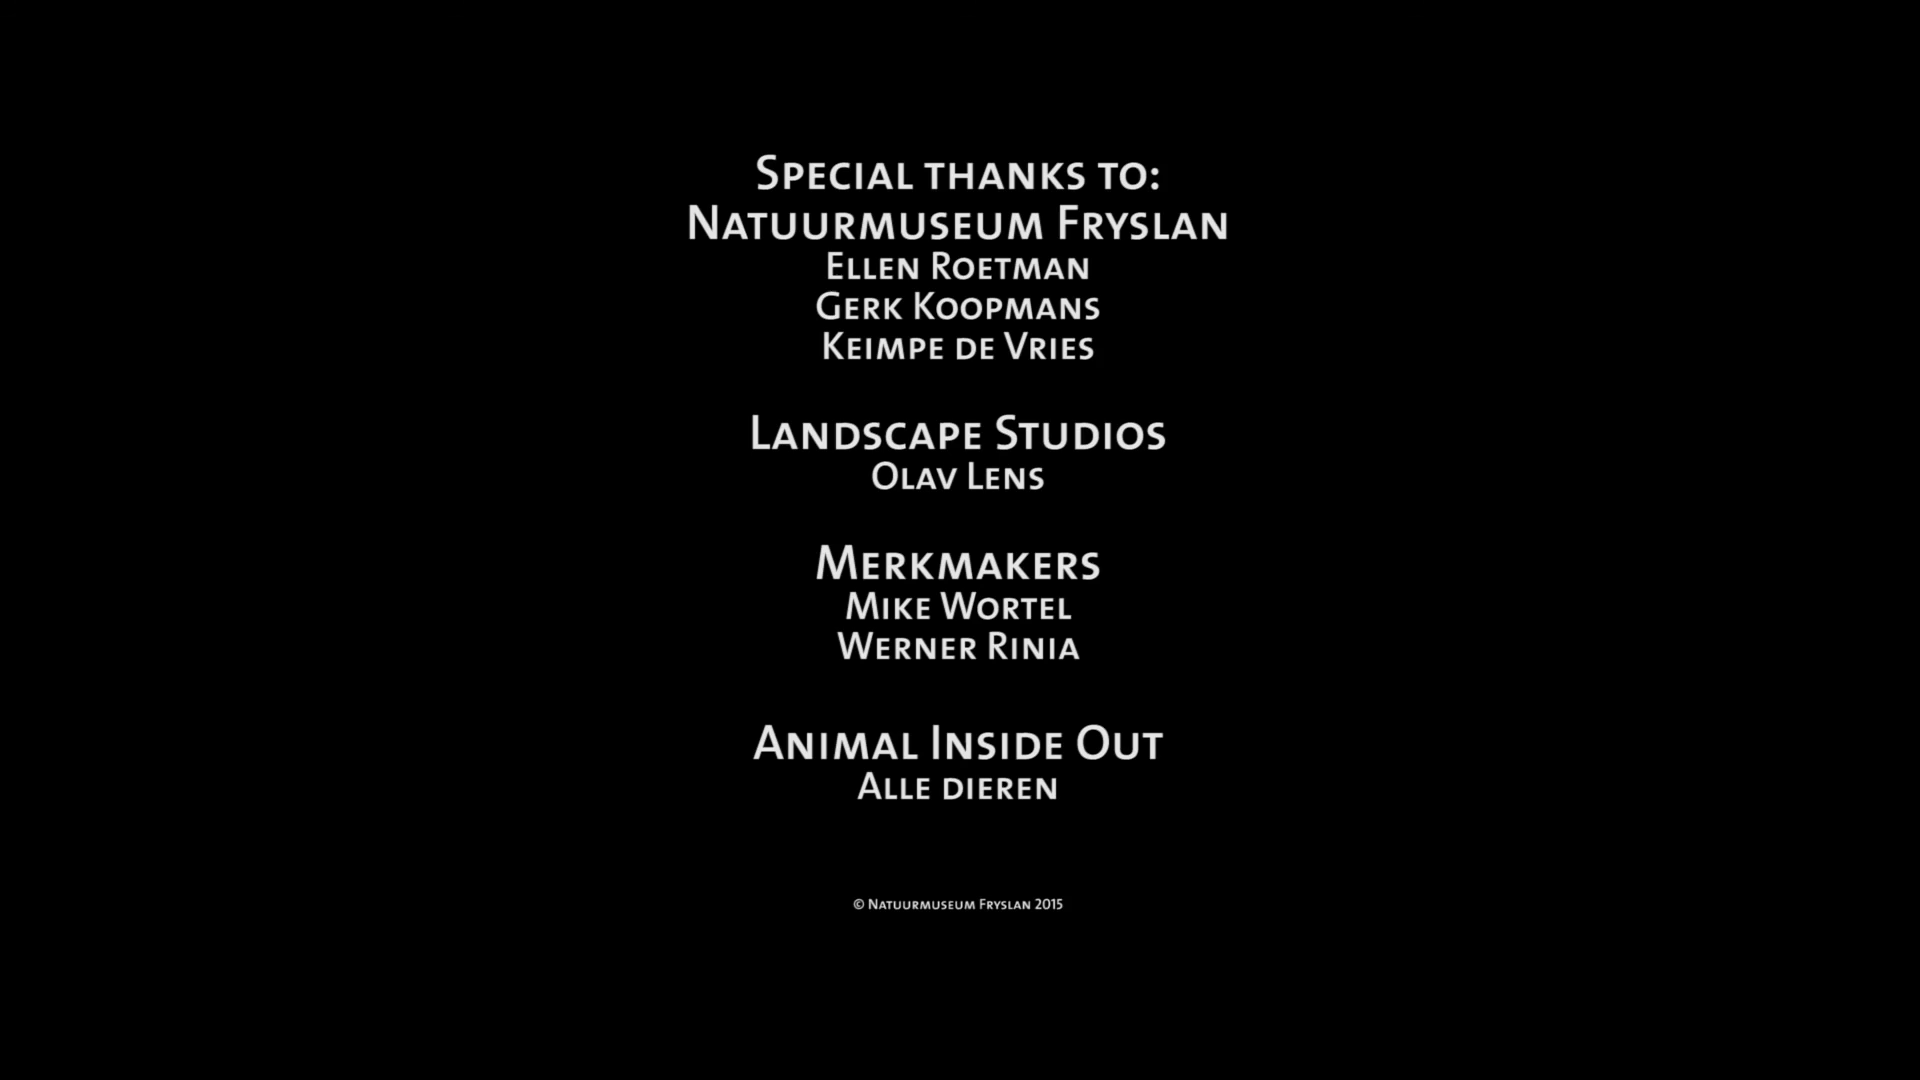 Special thanks to:
Natuurmuseum Fryslan
Ellen Roetman
Gerk Koopmans
Keimpe de Vries
Landscape Studios
Olav Lens
Merkmakers
Mike Wortel
Werner Rinia
Animal Inside Out
Alle dieren
© Natuurmuseum Fryslan 2015